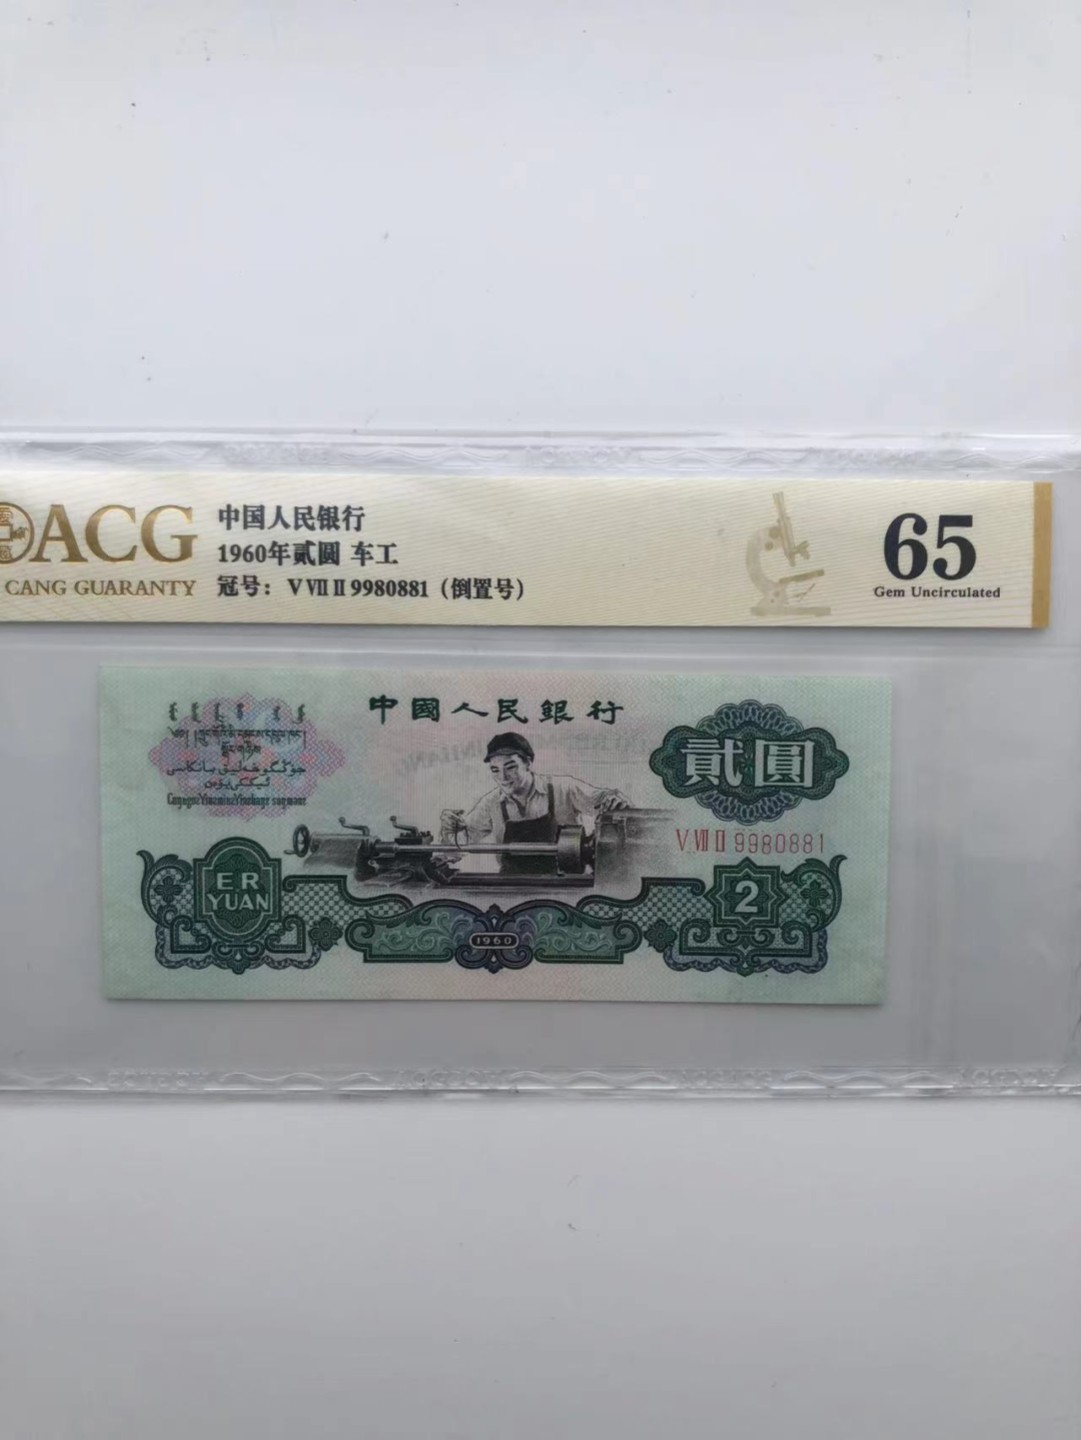 ACG
CANG GUARANTY
中国人民银行
1960年贰圆 车工
冠号：V VII II 9980881（倒置号）
65
Gem Uncirculated
中國人民銀行
貳圓
V VII II 9980881
ER
YUAN
2
1960